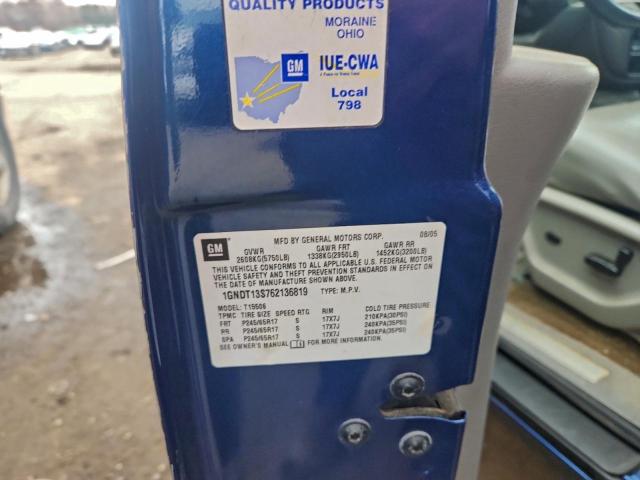 QUALITY PRODUCTS
MORAINE
OHIO
GM IUE-CWA
Local
798
GM
MFD BY GENERAL MOTORS CORP. 08/05
GVWR GAWR FRT GAWR RR
2608KG(5750LB) 1338KG(2950LB) 1452KG(3200LB)
THIS VEHICLE CONFORMS TO ALL APPLICABLE U.S. FEDERAL MOTOR
VEHICLE SAFETY AND THEFT PREVENTION STANDARDS IN EFFECT ON
THE DATE OF MANUFACTURE SHOWN ABOVE.
1GNDT13S762136819 TYPE: M.P.V.
MODEL: T15506
TPMC TIRE SIZE SPEED RTG RIM COLD TIRE PRESSURE
FRT P245/65R17 S 17X7J 210KPA(30PSI)
RR P245/65R17 S 17X7J 240KPA(35PSI)
SPA P245/65R17 S 17X7J 240KPA(35PSI)
SEE OWNER'S MANUAL FOR MORE INFORMATION.